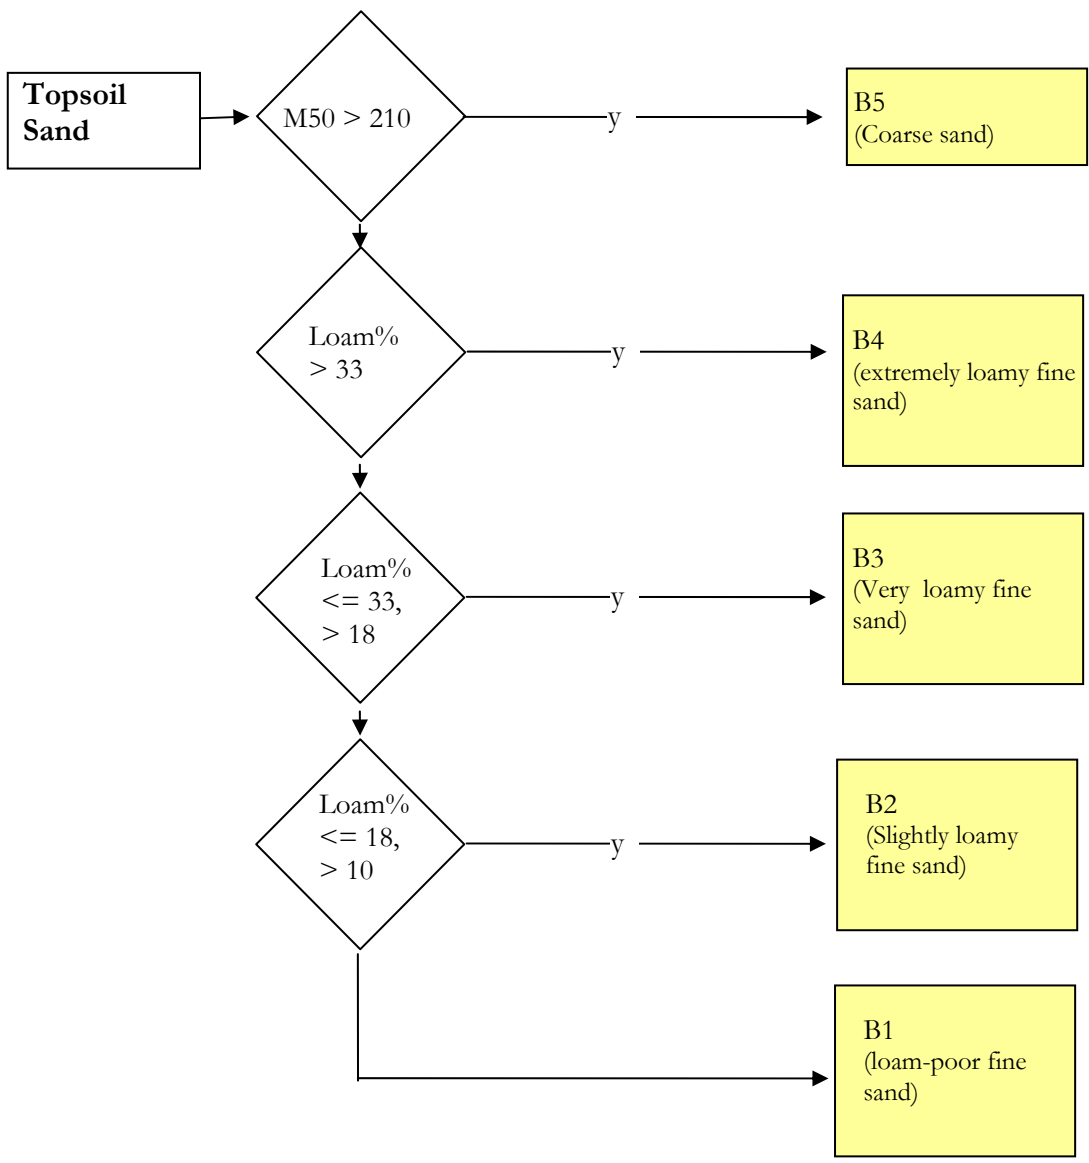 Topsoil
Sand
M50 > 210
y
B5
(Coarse sand)
Loam%
> 33
y
B4
(extremely loamy fine
sand)
Loam%
<= 33,
> 18
y
B3
(Very loamy fine
sand)
Loam%
<= 18,
> 10
y
B2
(Slightly loamy
fine sand)
B1
(loam-poor fine
sand)